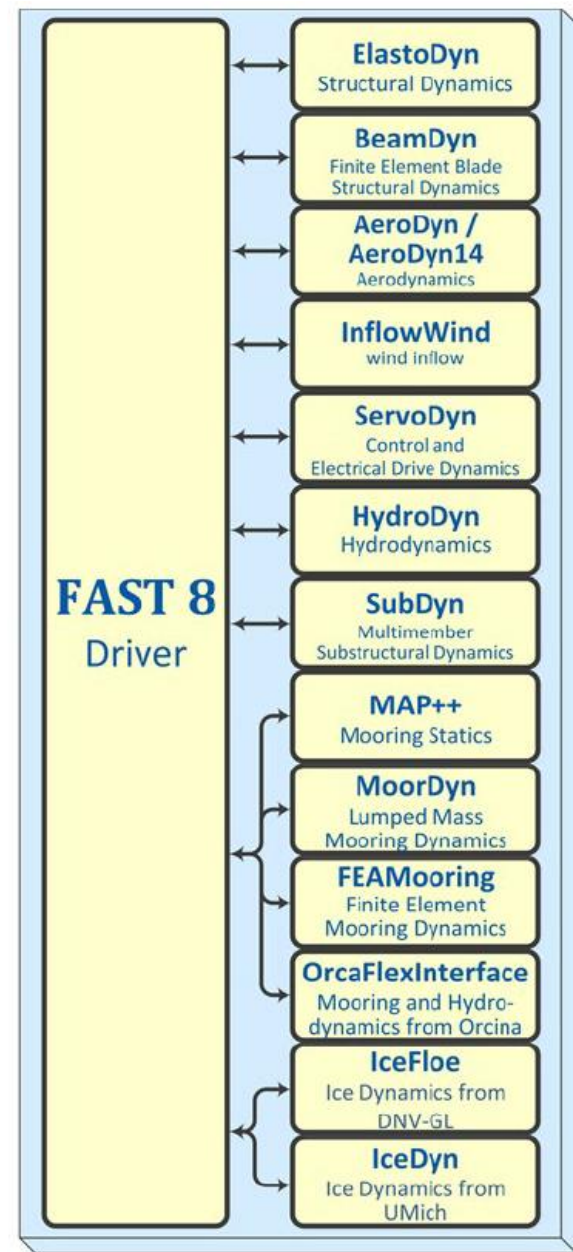 FAST 8
Driver
ElastoDyn
Structural Dynamics
BeamDyn
Finite Element Blade
Structural Dynamics
AeroDyn /
AeroDyn14
Aerodynamics
InflowWind
wind inflow
ServoDyn
Control and
Electrical Drive Dynamics
HydroDyn
Hydrodynamics
SubDyn
Multimember
Substructural Dynamics
MAP++
Mooring Statics
MoorDyn
Lumped Mass
Mooring Dynamics
FEAMooring
Finite Element
Mooring Dynamics
OrcaFlexInterface
Mooring and Hydro-
dynamics from Orcina
IceFloe
Ice Dynamics from
DNV-GL
IceDyn
Ice Dynamics from
UMich